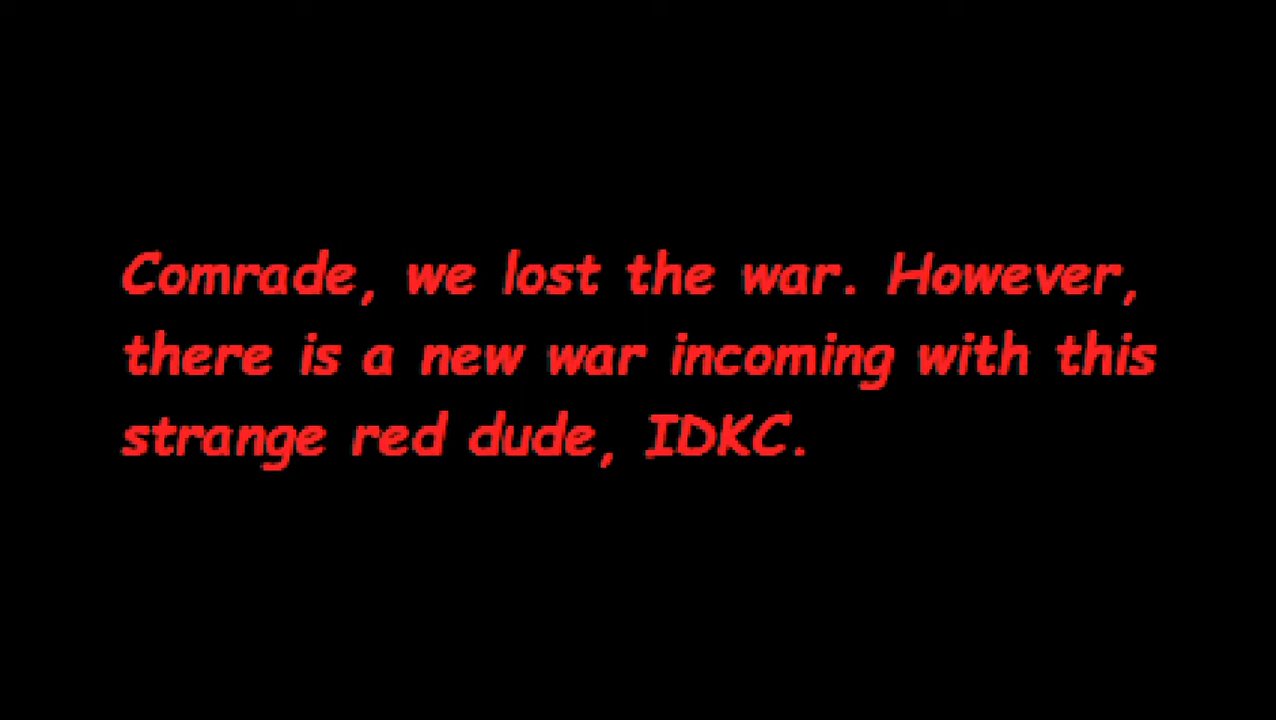 Comrade, we lost the war. However,
there is a new war incoming with this
strange red dude, IDKC.